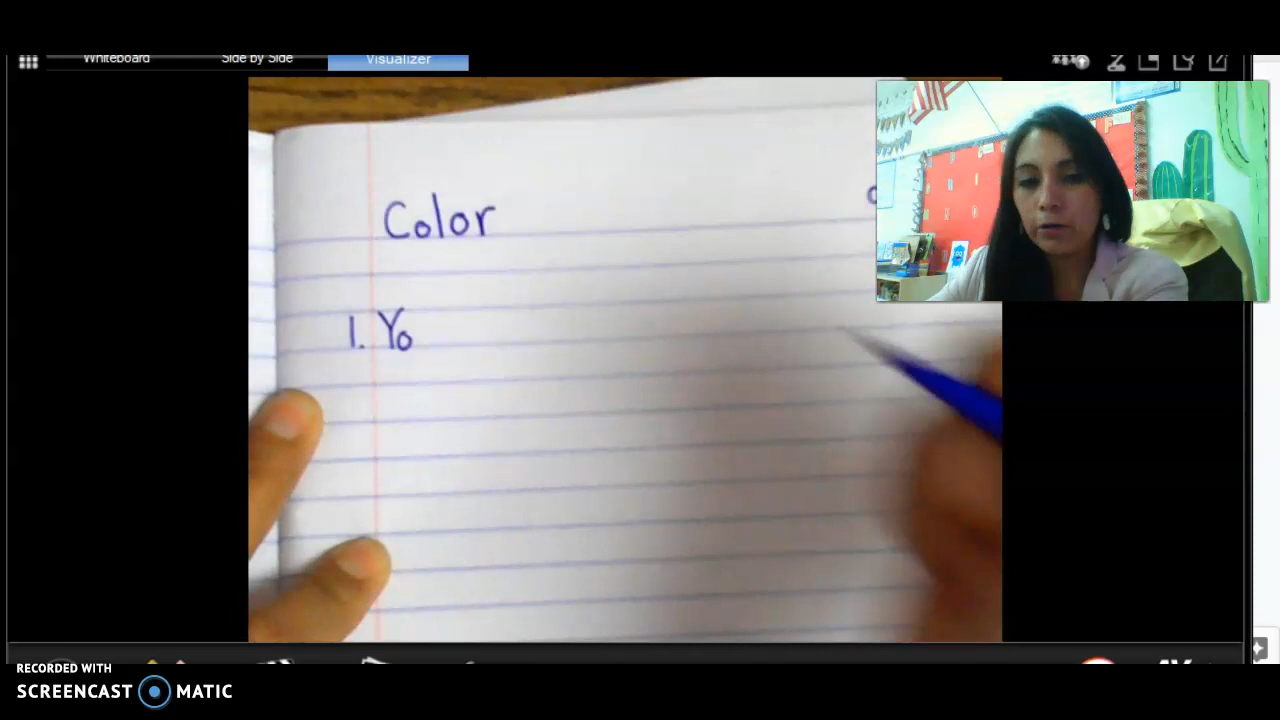 Whiteboard Side by Side Visualizer
Color
1. Yo
RECORDED WITH
SCREENCAST MATIC